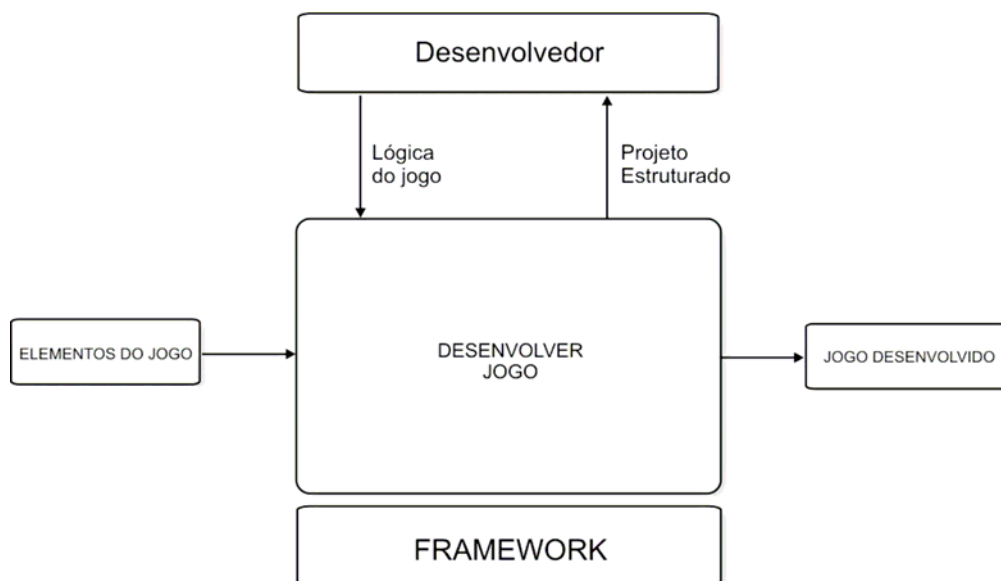 Desenvolvedor
Lógica
do jogo
Projeto
Estruturado
ELEMENTOS DO JOGO
DESENVOLVER
JOGO
JOGO DESENVOLVIDO
FRAMEWORK